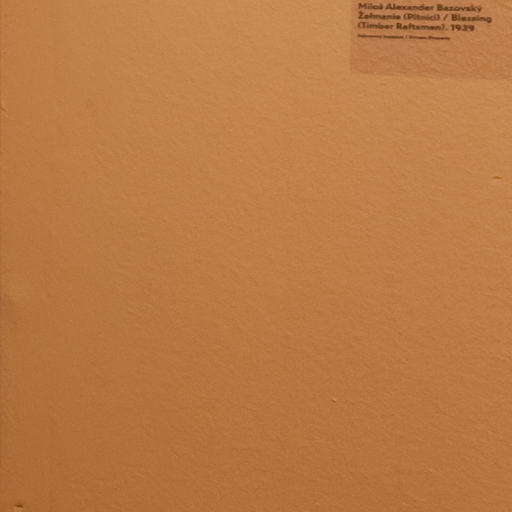 Miloš Alexander Bazovský
Žehnanie (Pltníci) / Blessing
(Timber Raftsmen). 1939